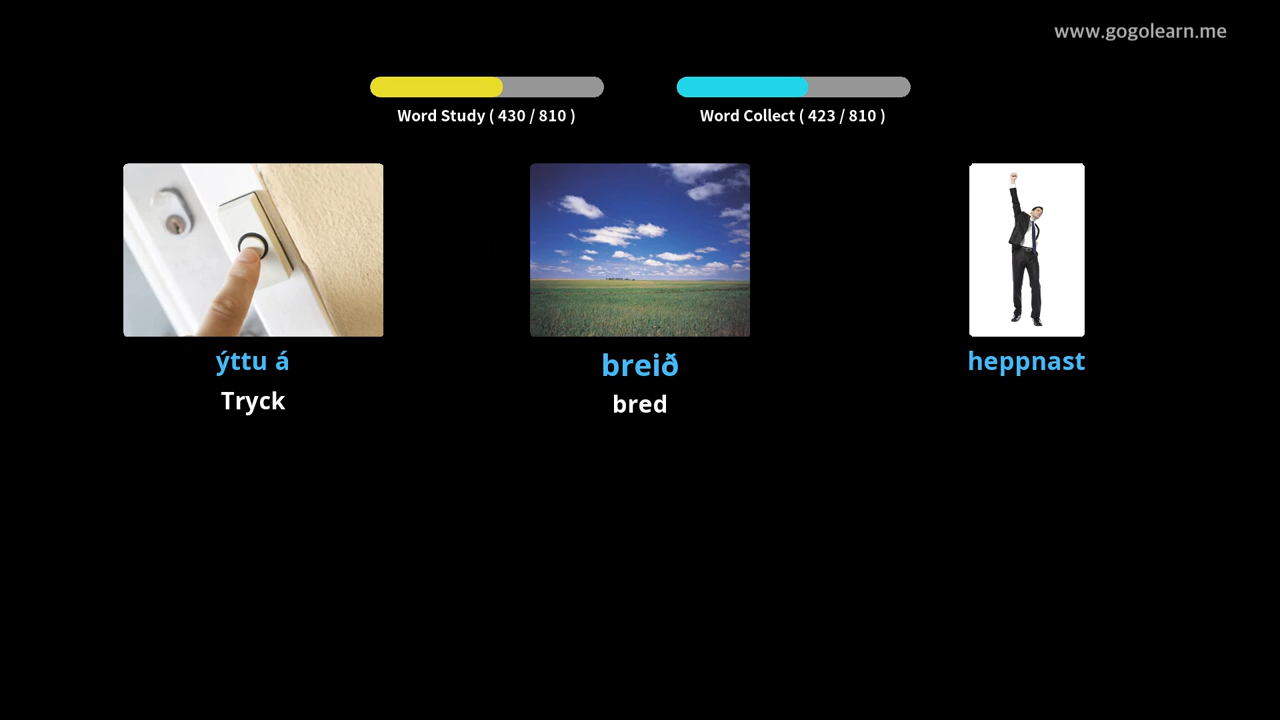 www.gogolearn.me
Word Study ( 430 / 810 )
Word Collect ( 423 / 810 )
ýttu á
Tryck
breið
bred
heppnast